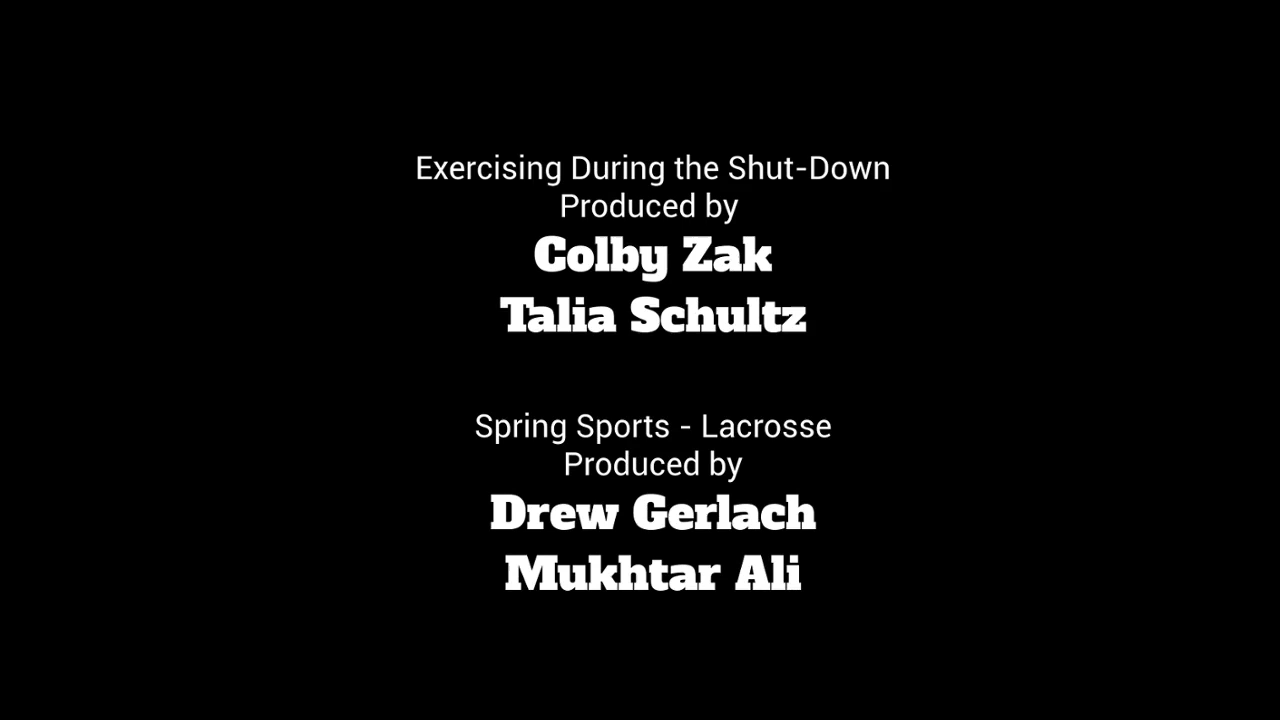 Exercising During the Shut-Down
Produced by
Colby Zak
Talia Schultz
Spring Sports - Lacrosse
Produced by
Drew Gerlach
Mukhtar Ali